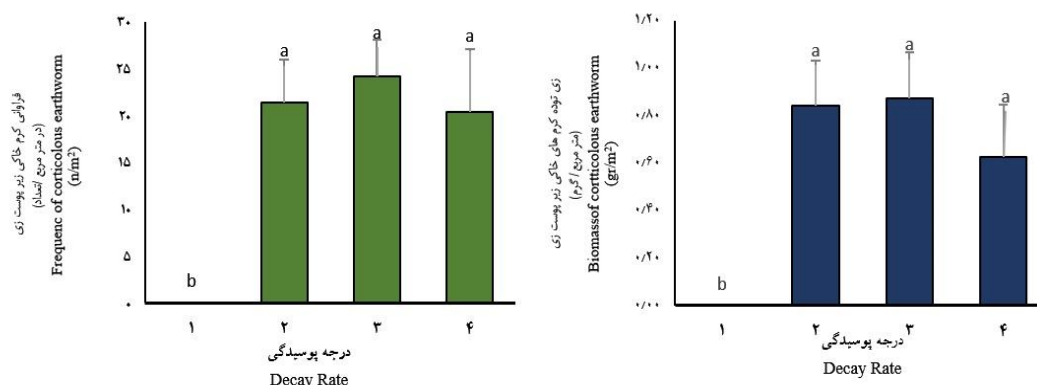 فراوانی کرم خاکی زیر پوست زی
(در متر مربع /تعداد)
Frequenc of corticolous earthworm
(n/m²)
۳۰
۲۵
۲۰
۱۵
۱۰
۵
۰
b
a
a
a
۱
۲
۳
۴
درجه پوسیدگی
Decay Rate
زی توده کرم های خاکی زیر پوست زی
(متر مربع/ گرم)
Biomassof cortticolous earthworm
(gr/m²)
۱/۲۰
۱/۰۰
۰/۸۰
۰/۶۰
۰/۴۰
۰/۲۰
۰/۰۰
b
a
a
a
۱
۲
۳
۴
درجه پوسیدگی
Decay Rate